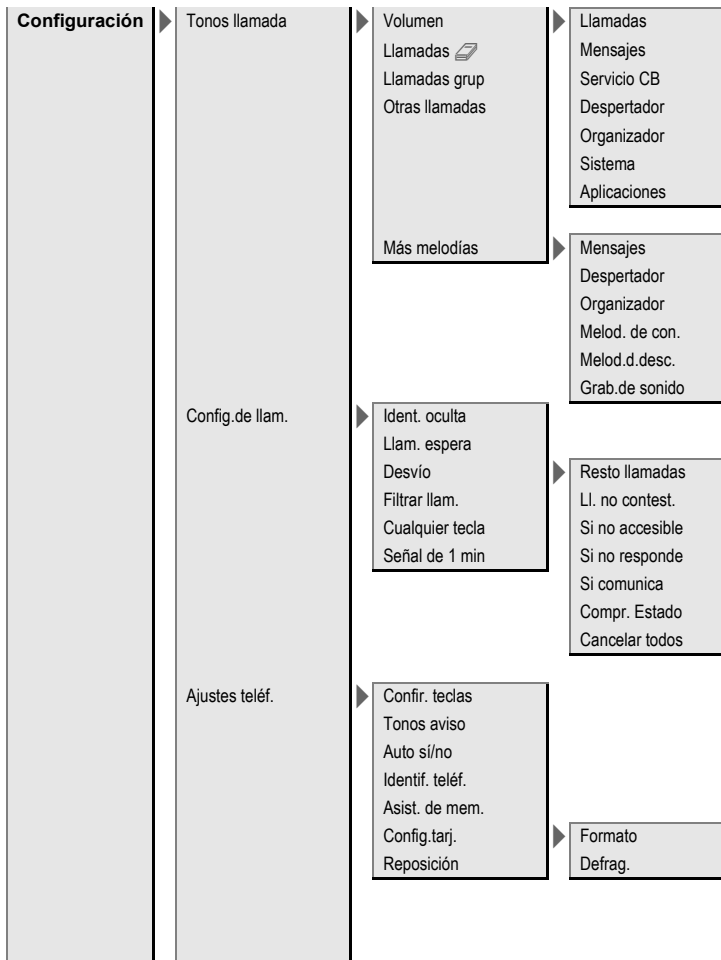 Configuración
Tonos llamada
Volumen
Llamadas
Mensajes
Servicio CB
Despertador
Organizador
Sistema
Aplicaciones
Llamadas
Llamadas grup
Otras llamadas
Más melodías
Mensajes
Despertador
Organizador
Melod. de con.
Melod.d.desc.
Grab.de sonido
Config.de llam.
Ident. oculta
Llam. espera
Desvío
Resto llamadas
Ll. no contest.
Si no accesible
Si no responde
Si comunica
Compr. Estado
Cancelar todos
Filtrar llam.
Cualquier tecla
Señal de 1 min
Ajustes teléf.
Confir. teclas
Tonos aviso
Auto sí/no
Identif. teléf.
Asist. de mem.
Config.tarj.
Formato
Defrag.
Reposición